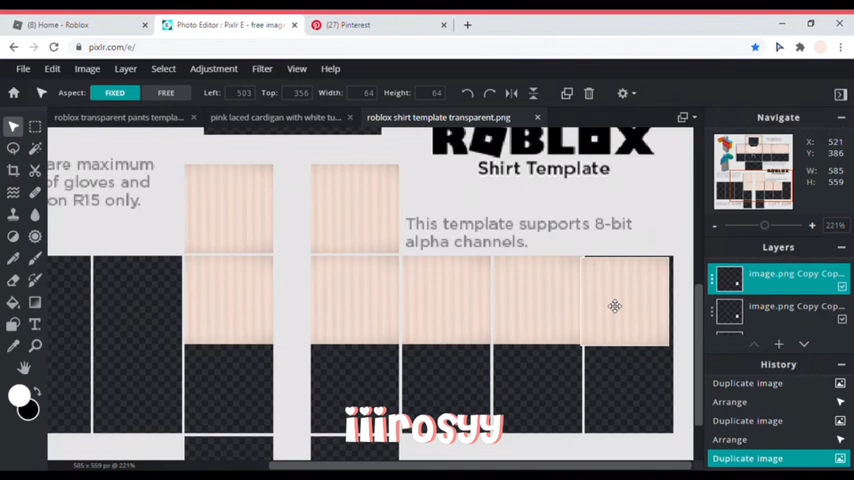 (8) Home - Roblox
Photo Editor : Pixlr E - free imag
(27) Pinterest
pixlr.com/e/
File Edit Image Layer Select Adjustment Filter View Help
Aspect: FIXED FREE Left: 503 Top: 356 Width: 64 Height: 64
roblox transparent pants templa...
pink laced cardigan with white tu...
roblox shirt template transparent.png
Navigate
X: 521
Y: 386
W: 585
H: 559
221%
ROBLOX
Shirt Template
are maximum
of gloves and
on R15 only.
This template supports 8-bit
alpha channels.
Layers
image.png Copy Cop...
image.png Copy Cop...
History
Duplicate image
Arrange
Duplicate image
Arrange
Duplicate image
iiirosyy
585 x 559 px @ 221%